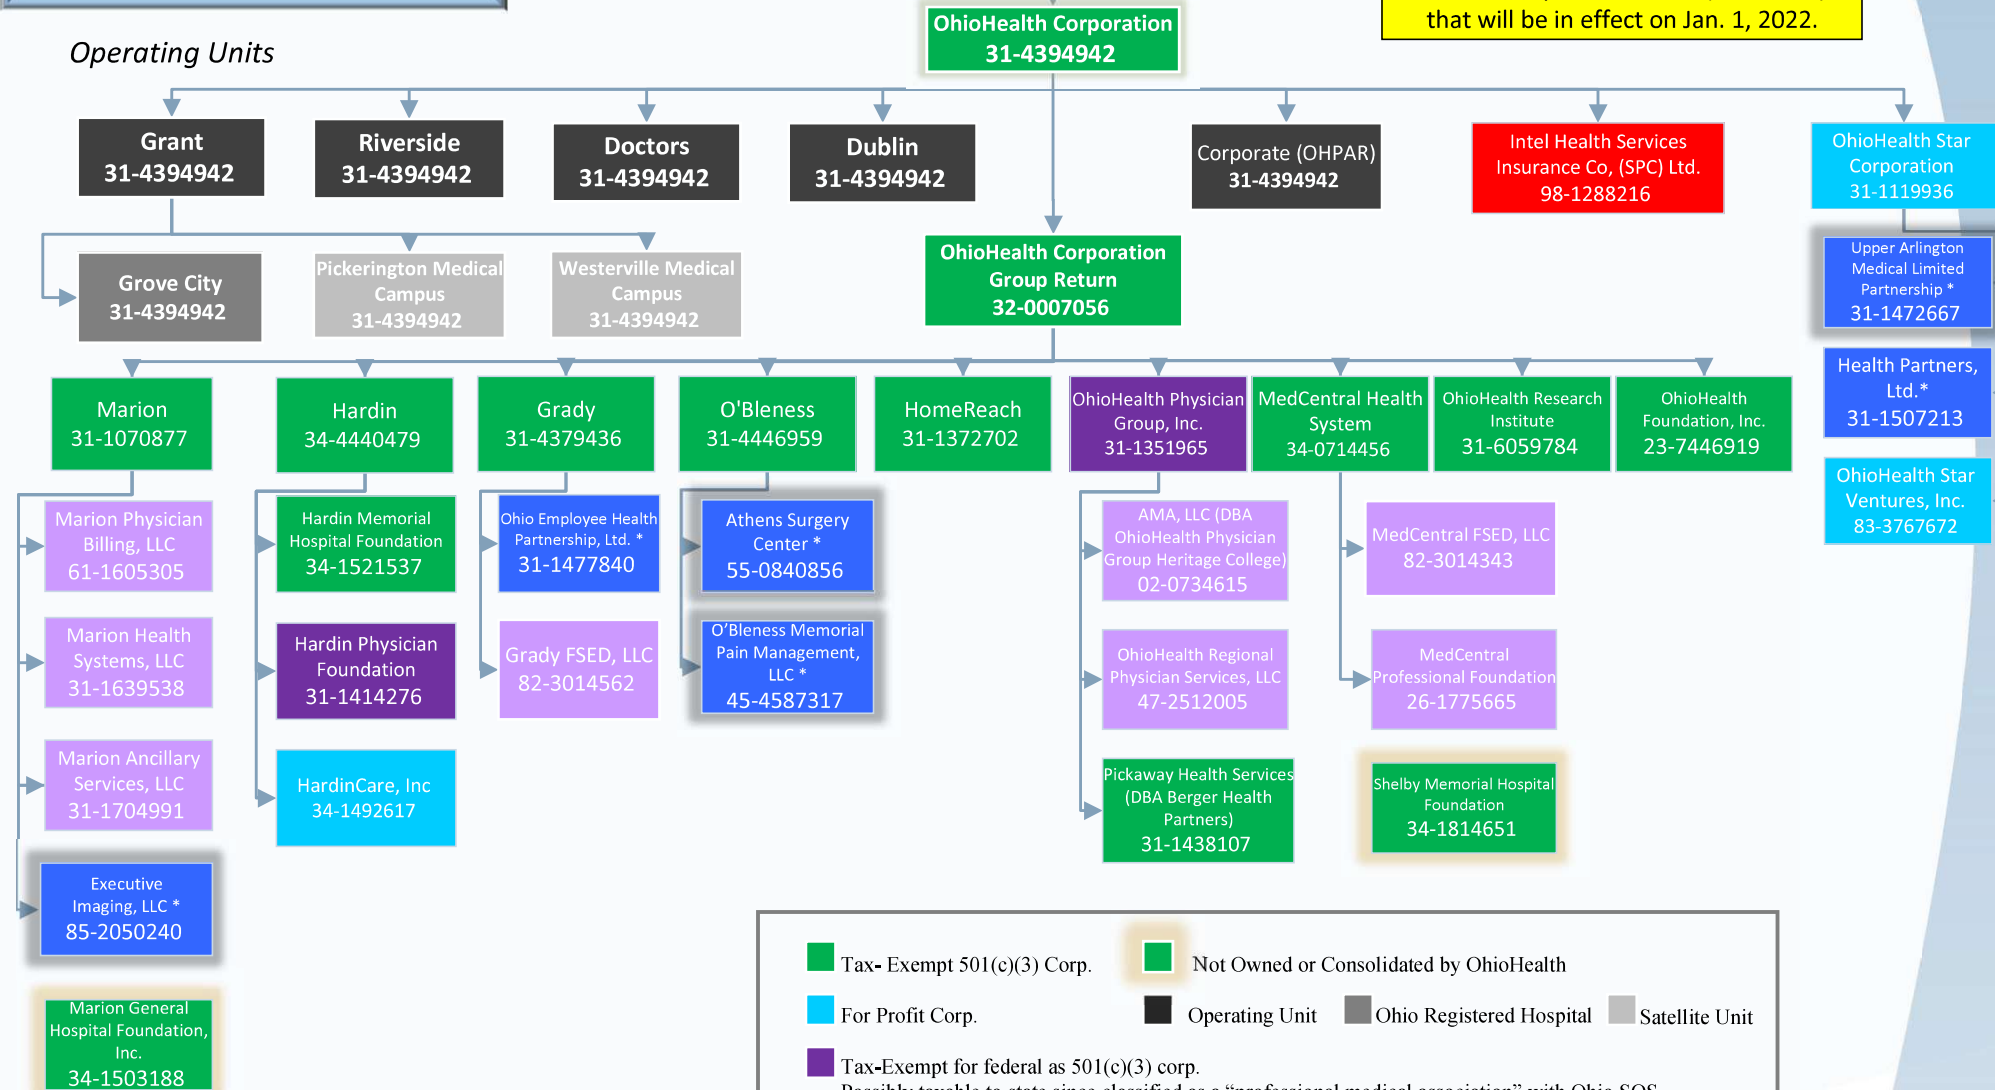 OhioHealth Corporation
31-4394942
that will be in effect on Jan. 1, 2022.
Operating Units
Grant
31-4394942
Riverside
31-4394942
Doctors
31-4394942
Dublin
31-4394942
Corporate (OHPAR)
31-4394942
Intel Health Services
Insurance Co, (SPC) Ltd.
98-1288216
OhioHealth Star
Corporation
31-1119936
Grove City
31-4394942
Pickerington Medical
Campus
31-4394942
Westerville Medical
Campus
31-4394942
OhioHealth Corporation
Group Return
32-0007056
Upper Arlington
Medical Limited
Partnership *
31-1472667
Health Partners,
Ltd.*
31-1507213
OhioHealth Star
Ventures, Inc.
83-3767672
Marion
31-1070877
Hardin
34-4440479
Grady
31-4379436
O'Bleness
31-4446959
HomeReach
31-1372702
OhioHealth Physician
Group, Inc.
31-1351965
MedCentral Health
System
34-0714456
OhioHealth Research
Institute
31-6059784
OhioHealth
Foundation, Inc.
23-7446919
Marion Physician
Billing, LLC
61-1605305
Marion Health
Systems, LLC
31-1639538
Marion Ancillary
Services, LLC
31-1704991
Executive
Imaging, LLC *
85-2050240
Marion General
Hospital Foundation,
Inc.
34-1503188
Hardin Memorial
Hospital Foundation
34-1521537
Hardin Physician
Foundation
31-1414276
HardinCare, Inc
34-1492617
Ohio Employee Health
Partnership, Ltd. *
31-1477840
Grady FSED, LLC
82-3014562
Athens Surgery
Center *
55-0840856
O’Bleness Memorial
Pain Management,
LLC *
45-4587317
AMA, LLC (DBA
OhioHealth Physician
Group Heritage College)
02-0734615
OhioHealth Regional
Physician Services, LLC
47-2512005
Pickaway Health Services
(DBA Berger Health
Partners)
31-1438107
MedCentral FSED, LLC
82-3014343
MedCentral
Professional Foundation
26-1775665
Shelby Memorial Hospital
Foundation
34-1814651
Tax- Exempt 501(c)(3) Corp.
Not Owned or Consolidated by OhioHealth
For Profit Corp.
Operating Unit
Ohio Registered Hospital
Satellite Unit
Tax-Exempt for federal as 501(c)(3) corp.
Possibly taxable to state since classified as a “professional medical association” with Ohio SOS